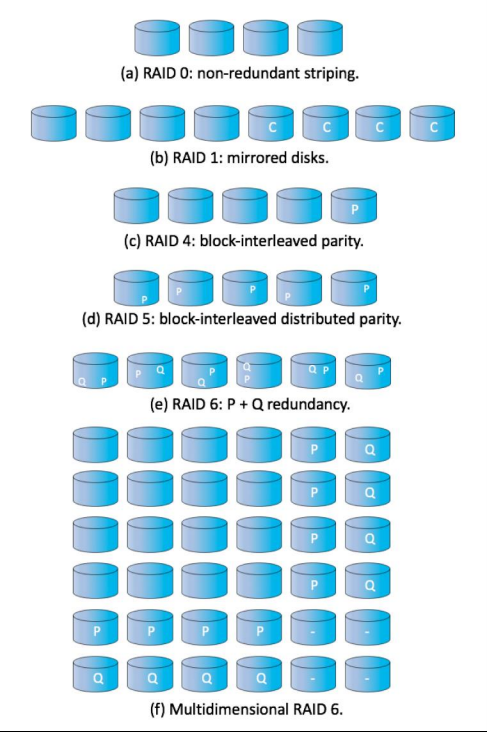 (a) RAID 0: non-redundant striping.
C C C C
(b) RAID 1: mirrored disks.
P
(c) RAID 4: block-interleaved parity.
P P P P P
(d) RAID 5: block-interleaved distributed parity.
Q P P Q Q P Q P Q P Q P
(e) RAID 6: P + Q redundancy.
P Q
P Q
P Q
P Q
P P P P - -
Q Q Q Q - -
(f) Multidimensional RAID 6.